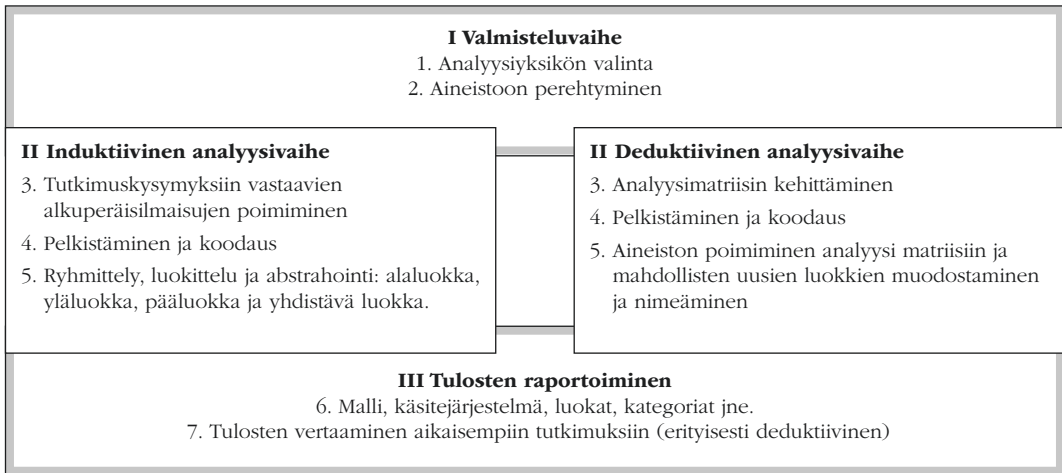 I Valmisteluvaihe
1. Analyysiyksikön valinta
2. Aineistoon perehtyminen
II Induktiivinen analyysivaihe
3. Tutkimuskysymyksiin vastaavien
alkuperäisilmaisujen poimiminen
4. Pelkistäminen ja koodaus
5. Ryhmittely, luokittelu ja abstrahointi: alaluokka,
yläluokka, pääluokka ja yhdistävä luokka.
II Deduktiivinen analyysivaihe
3. Analyysimatriisin kehittäminen
4. Pelkistäminen ja koodaus
5. Aineiston poimiminen analyysi matriisiin ja
mahdollisten uusien luokkien muodostaminen
ja nimeäminen
III Tulosten raportoiminen
6. Malli, käsitejärjestelmä, luokat, kategoriat jne.
7. Tulosten vertaaminen aikaisempiin tutkimuksiin (erityisesti deduktiivinen)